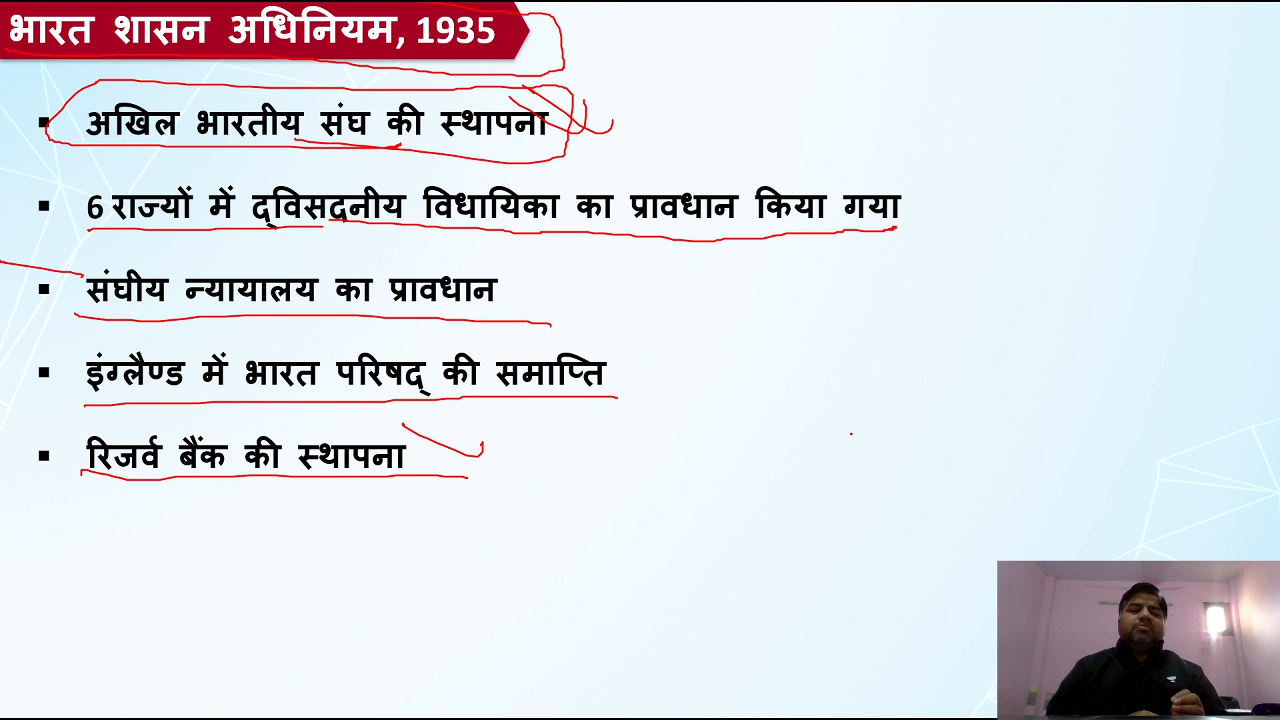 भारत शासन अधिनियम, 1935
▪ अखिल भारतीय संघ की स्थापना
▪ 6 राज्यों में द्विसदनीय विधायिका का प्रावधान किया गया
▪ संघीय न्यायालय का प्रावधान
▪ इंग्लैण्ड में भारत परिषद् की समाप्ति
▪ रिजर्व बैंक की स्थापना